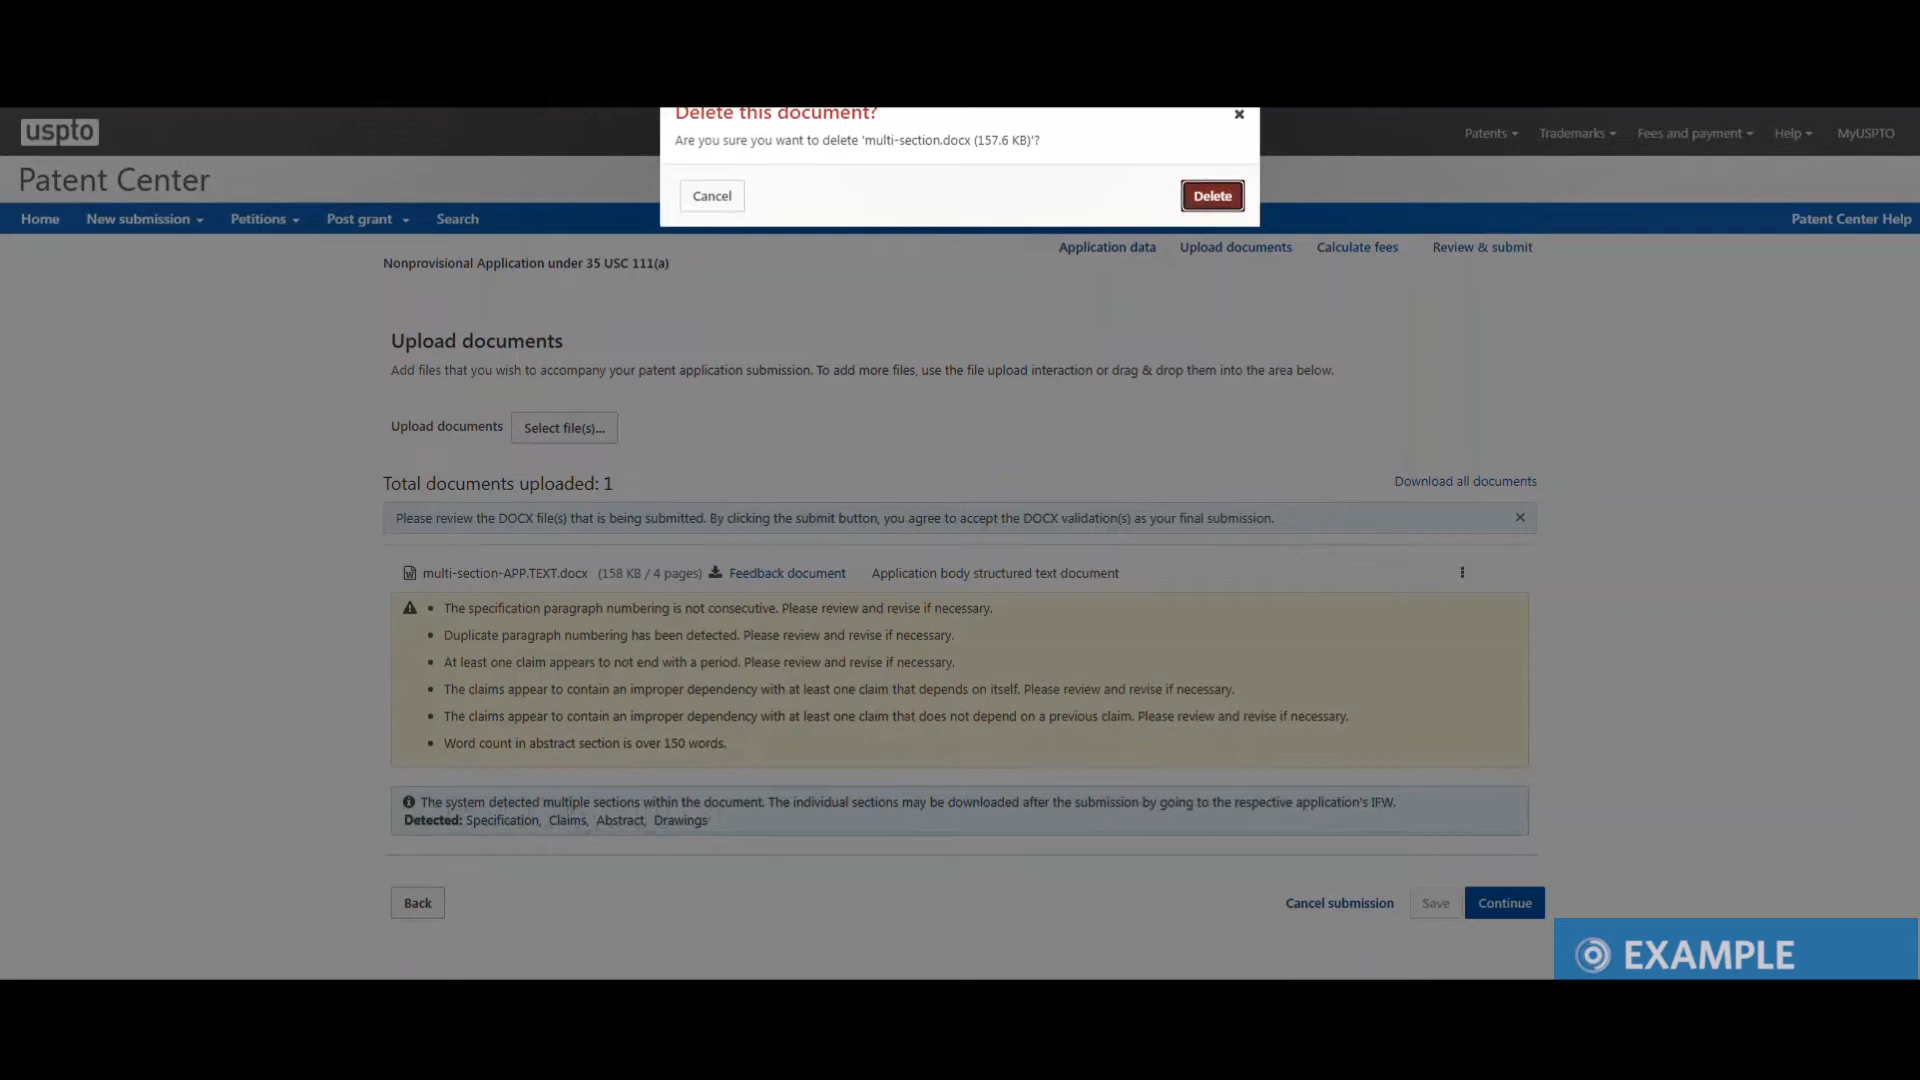 Delete this document?
Are you sure you want to delete 'multi-section.docx (157.6 KB)'?
Cancel
Delete
uspto
Patents
Trademarks
Fees and payment
Help
MyUSPTO
Patent Center
Home
New submission
Petitions
Post grant
Search
Patent Center Help
Application data
Upload documents
Calculate fees
Review & submit
Nonprovisional Application under 35 USC 111(a)
Upload documents
Add files that you wish to accompany your patent application submission. To add more files, use the file upload interaction or drag & drop them into the area below.
Upload documents
Select file(s)...
Total documents uploaded: 1
Download all documents
Please review the DOCX file(s) that is being submitted. By clicking the submit button, you agree to accept the DOCX validation(s) as your final submission.
multi-section-APP.TEXT.docx (158 KB / 4 pages) Feedback document Application body structured text document
• The specification paragraph numbering is not consecutive. Please review and revise if necessary.
• Duplicate paragraph numbering has been detected. Please review and revise if necessary.
• At least one claim appears to not end with a period. Please review and revise if necessary.
• The claims appear to contain an improper dependency with at least one claim that depends on itself. Please review and revise if necessary.
• The claims appear to contain an improper dependency with at least one claim that does not depend on a previous claim. Please review and revise if necessary.
• Word count in abstract section is over 150 words.
The system detected multiple sections within the document. The individual sections may be downloaded after the submission by going to the respective application's IFW.
Detected: Specification, Claims, Abstract, Drawings
Back
Cancel submission
Save
Continue
EXAMPLE